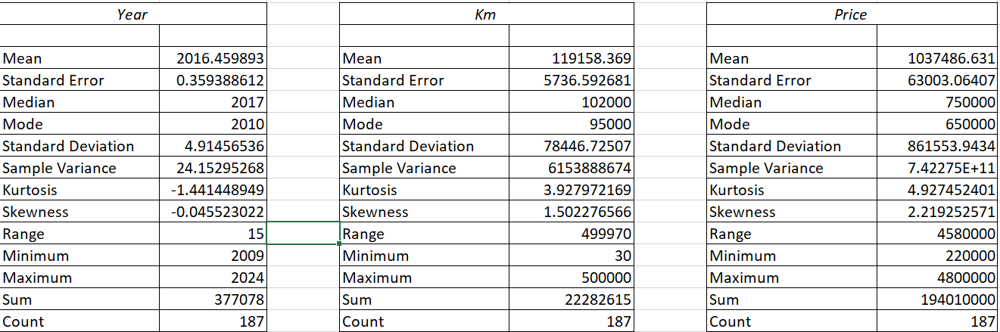 Year Km Price
Mean 2016.459893 Mean 119158.369 Mean 1037486.631
Standard Error 0.359388612 Standard Error 5736.592681 Standard Error 63003.06407
Median 2017 Median 102000 Median 750000
Mode 2010 Mode 95000 Mode 650000
Standard Deviation 4.91456536 Standard Deviation 78446.72507 Standard Deviation 861553.9434
Sample Variance 24.15295268 Sample Variance 6153888674 Sample Variance 7.42275E+11
Kurtosis -1.441448949 Kurtosis 3.927972169 Kurtosis 4.927452401
Skewness -0.045523022 Skewness 1.502276566 Skewness 2.219252571
Range 15 Range 499970 Range 4580000
Minimum 2009 Minimum 30 Minimum 220000
Maximum 2024 Maximum 500000 Maximum 4800000
Sum 377078 Sum 22282615 Sum 194010000
Count 187 Count 187 Count 187